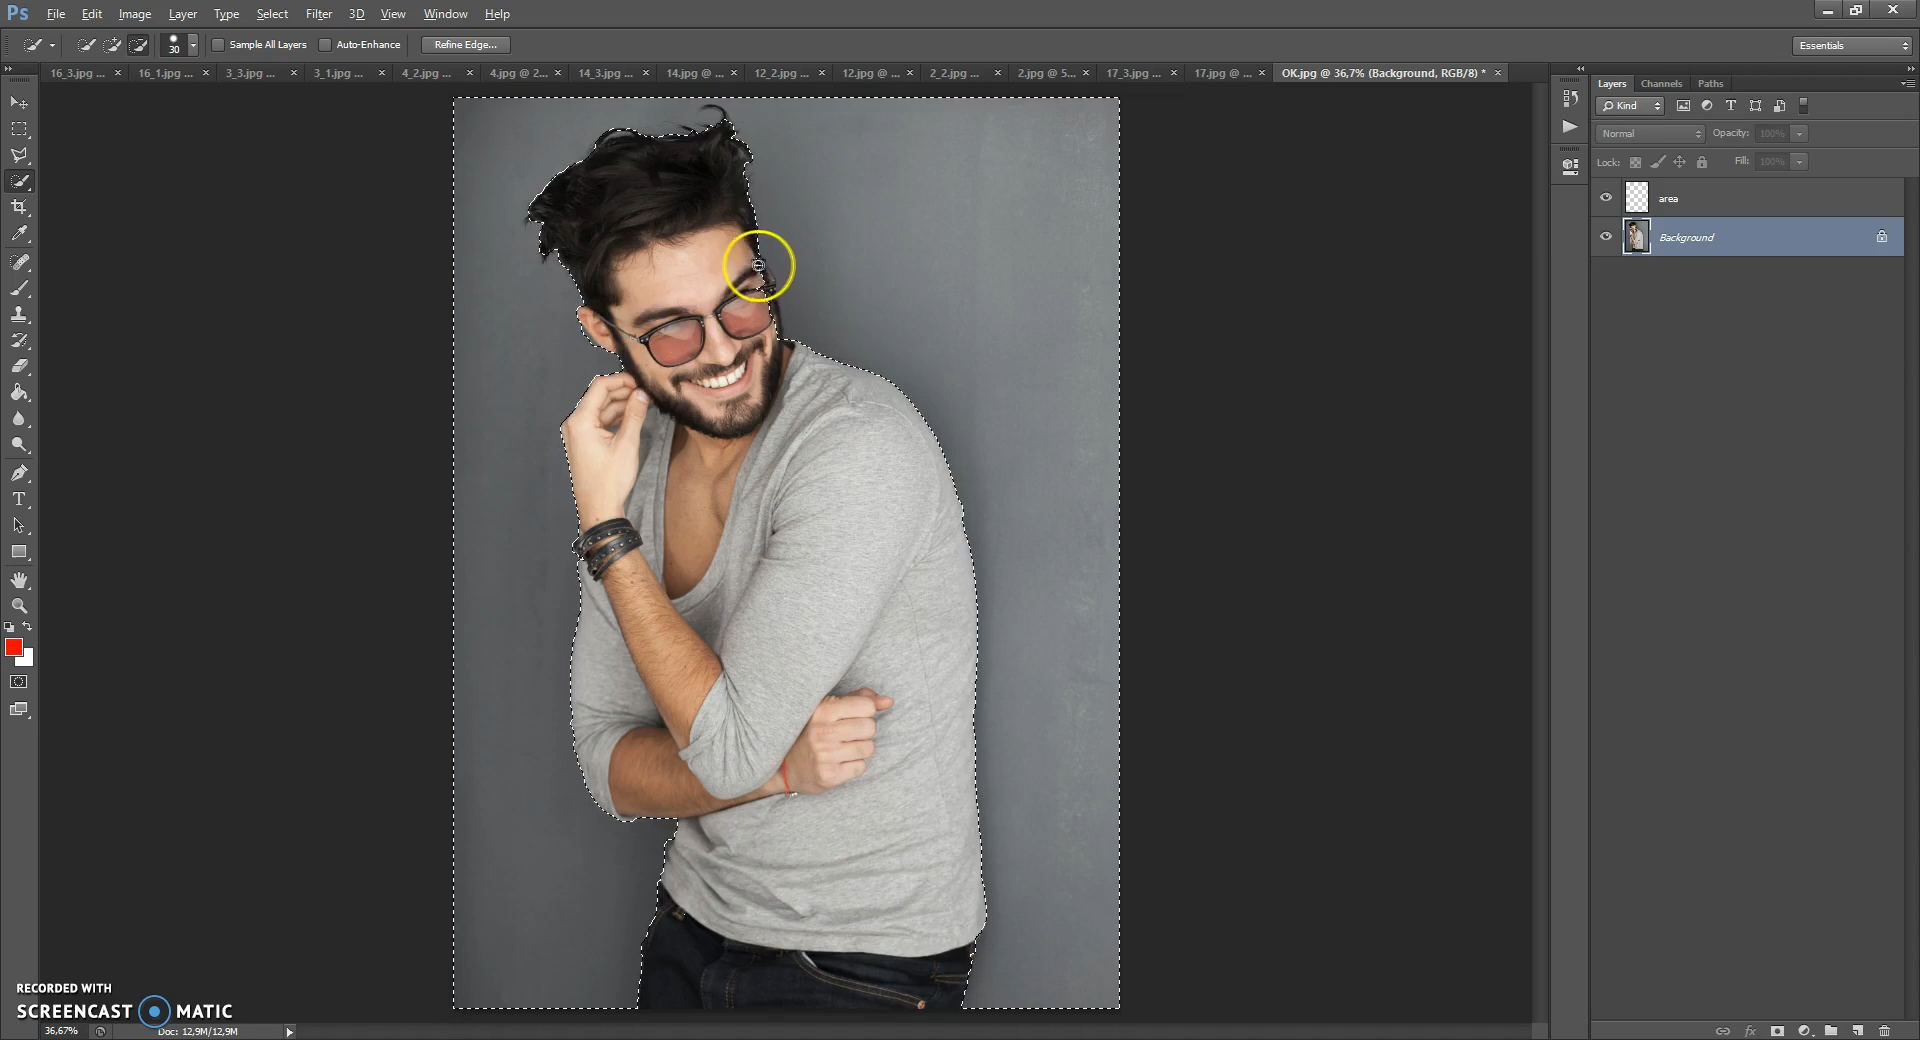 Ps File Edit Image Layer Type Select Filter 3D View Window Help
30 Sample All Layers Auto-Enhance Refine Edge... Essentials
16_3.jpg ... × 16_1.jpg ... × 3_3.jpg ... × 3_1.jpg ... × 4_2.jpg ... × 4.jpg @ 2... × 14_3.jpg ... × 14.jpg @ ... × 12_2.jpg ... × 12.jpg @ ... × 2_2.jpg ... × 2.jpg @ 5... × 17_3.jpg ... × 17.jpg @ ... × OK.jpg @ 36,7% (Background, RGB/8) * ×
Layers Channels Paths
Kind
Normal Opacity: 100%
Lock: Fill: 100%
area
Background
RECORDED WITH
SCREENCAST MATIC
36,67% Doc: 12,9M/12,9M
fx